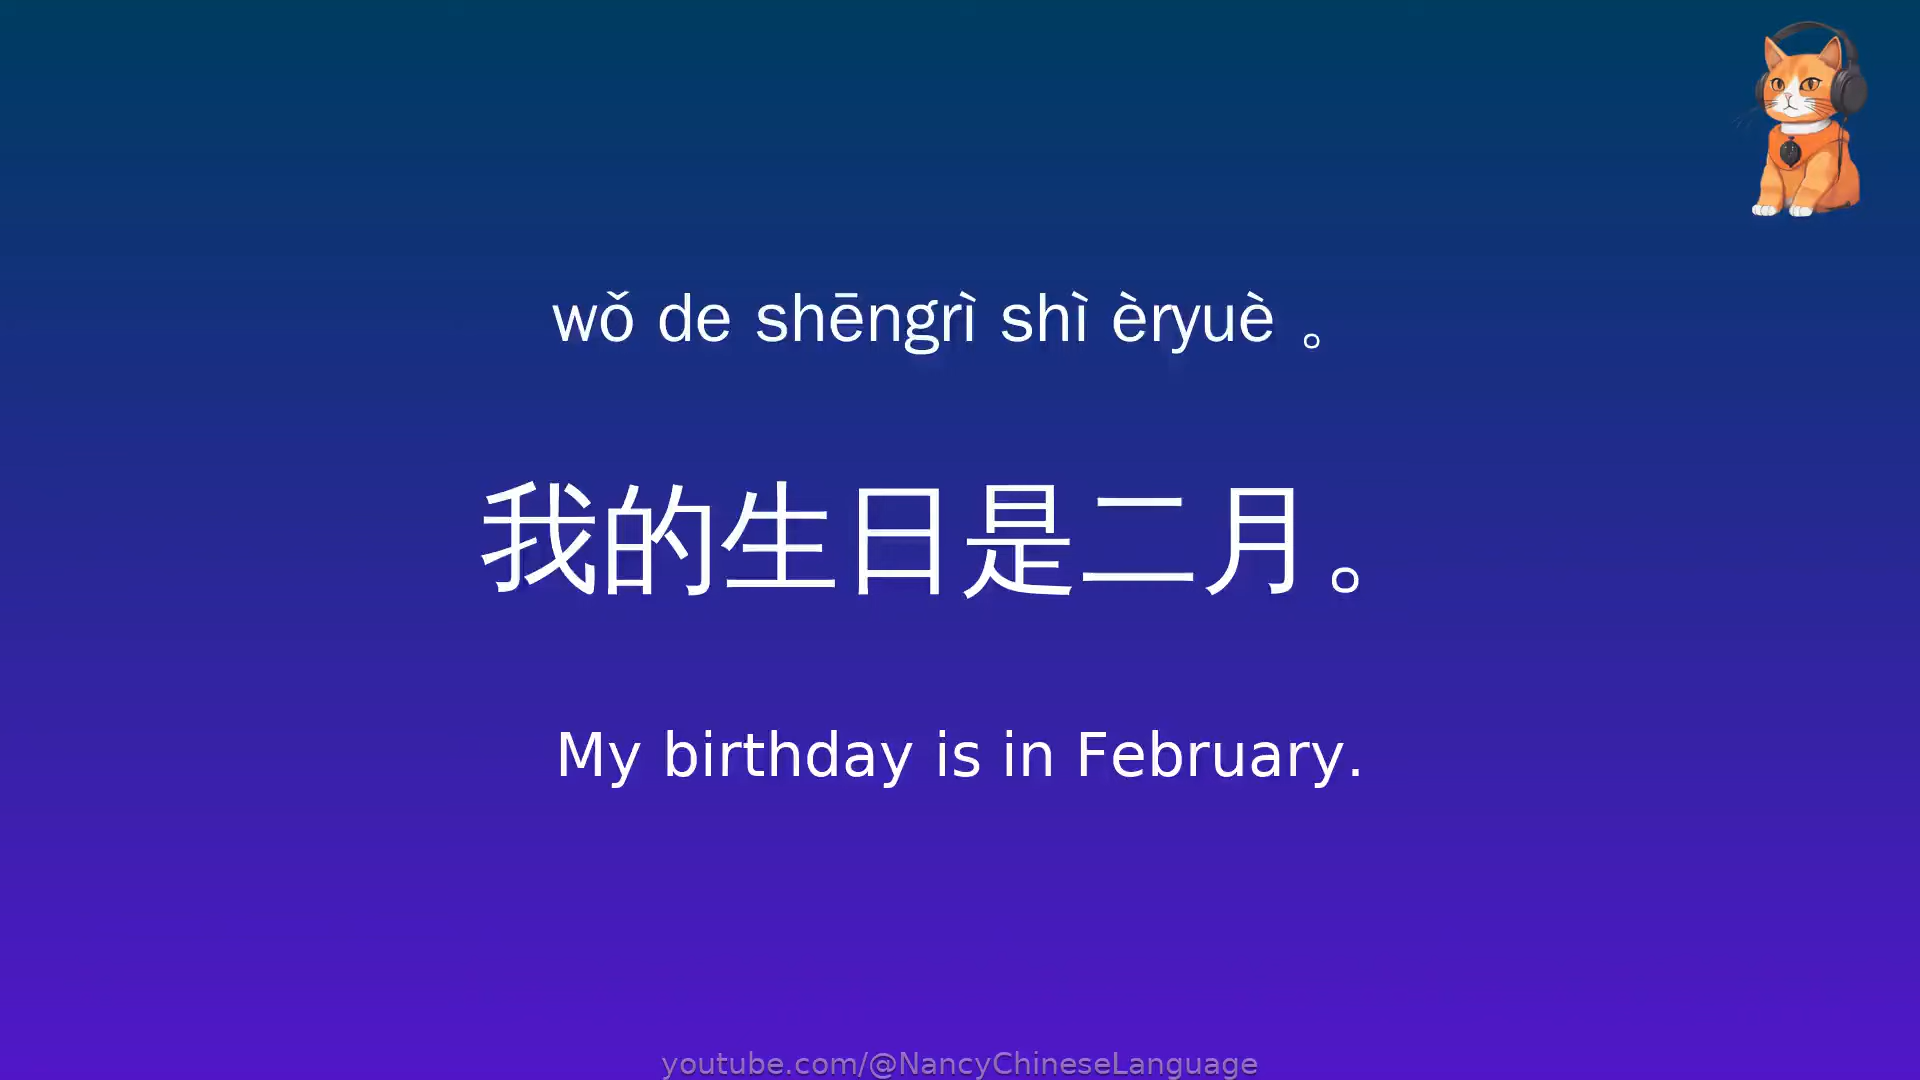 wǒ de shēngrì shì èryuè 。
我的生日是二月。
My birthday is in February.
youtube.com/@NancyChineseLanguage